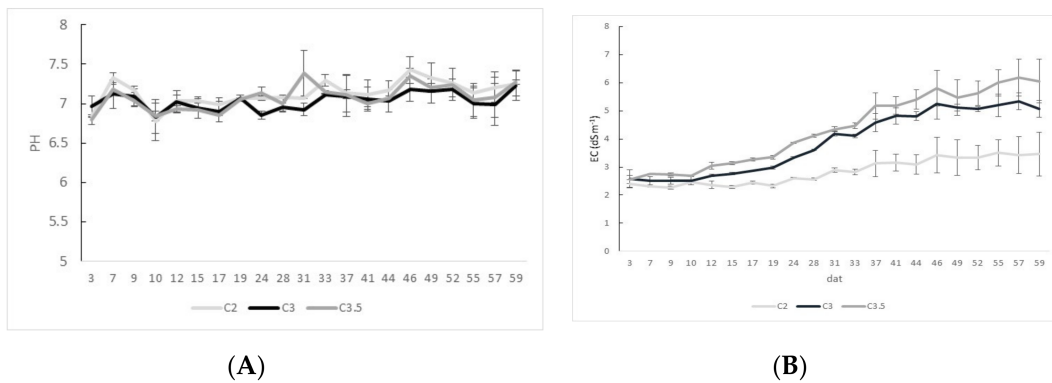 8
7.5
7
6.5
6
5.5
5
PH
3 7 9 10 12 15 17 19 24 28 31 33 37 41 46 49 52 55 57 59
C2 C3 C3.5
(A)
8
7
6
5
4
3
2
1
0
EC (dS m⁻¹)
3 7 9 10 12 15 17 19 24 28 31 33 37 41 44 46 49 52 55 57 59
dat
C2 C3 C3.5
(B)